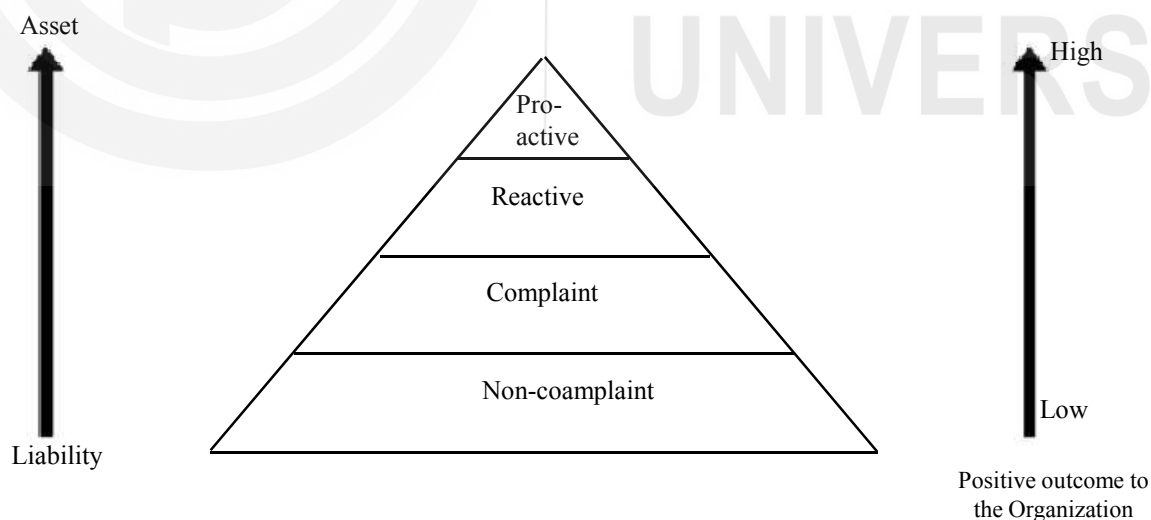 Asset
UNIVERS
High
Pro-
active
Reactive
Complaint
Non-coamplaint
Low
Liability
Positive outcome to
the Organization